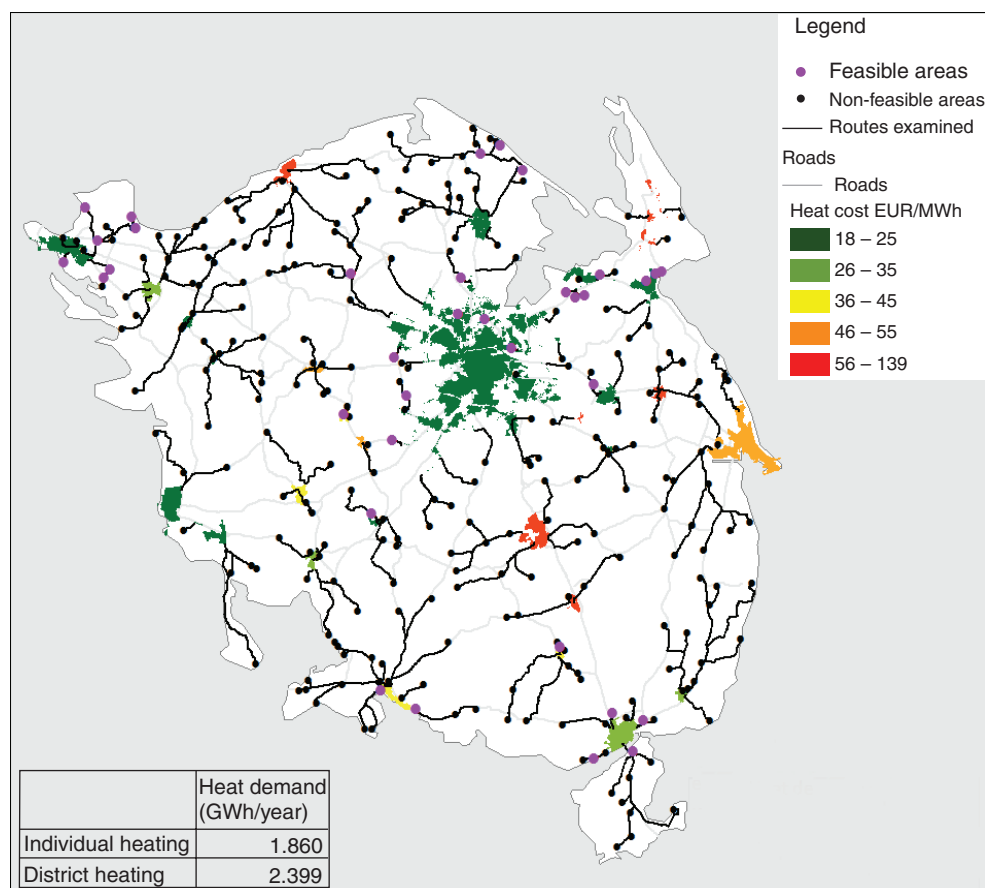 Legend
Feasible areas
Non-feasible areas
Routes examined
Roads
Roads
Heat cost EUR/MWh
18 – 25
26 – 35
36 – 45
46 – 55
56 – 139
Heat demand
(GWh/year)
Individual heating 1.860
District heating 2.399